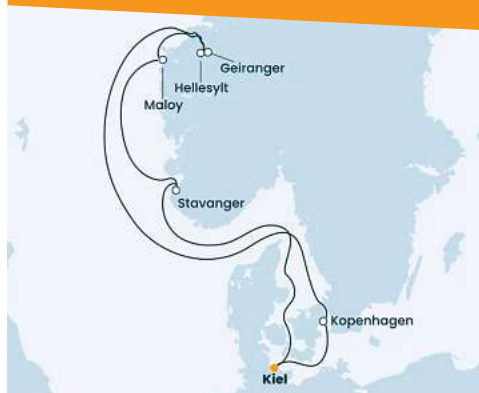 Geiranger
Hellesylt
Maloy
Stavanger
Kopenhagen
Kiel